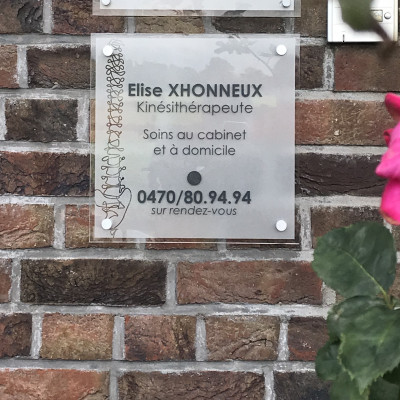 Elise XHONNEUX
Kinésithérapeute
Soins au cabinet
et à domicile
0470/80.94.94
sur rendez-vous